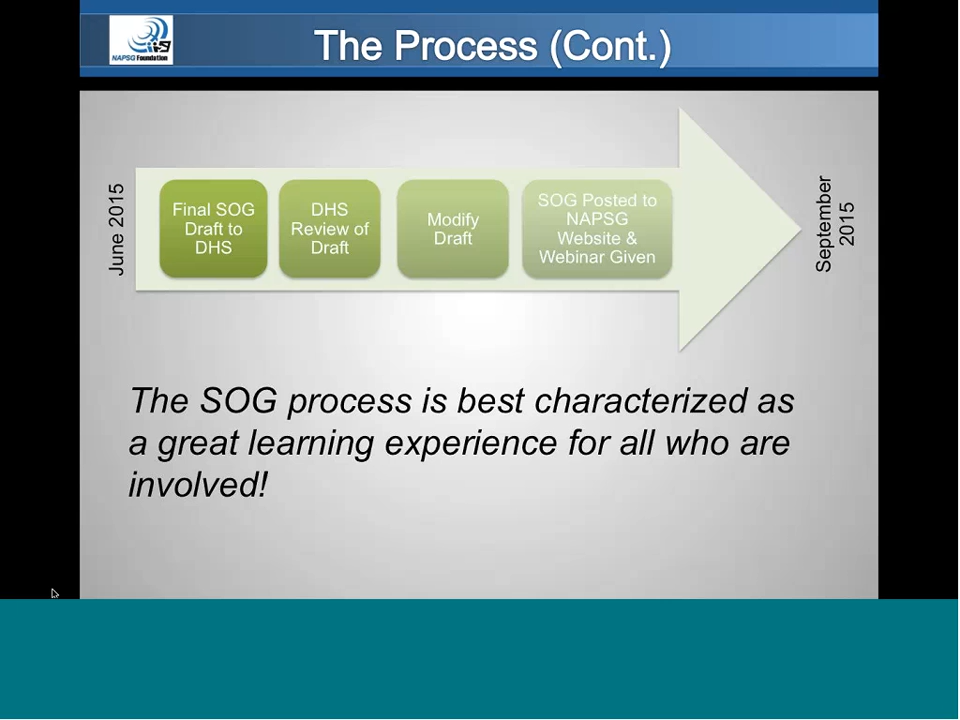 NAPSG Foundation
The Process (Cont.)
June 2015
Final SOG
Draft to
DHS
DHS
Review of
Draft
Modify
Draft
SOG Posted to
NAPSG
Website &
Webinar Given
September
2015
The SOG process is best characterized as
a great learning experience for all who are
involved!